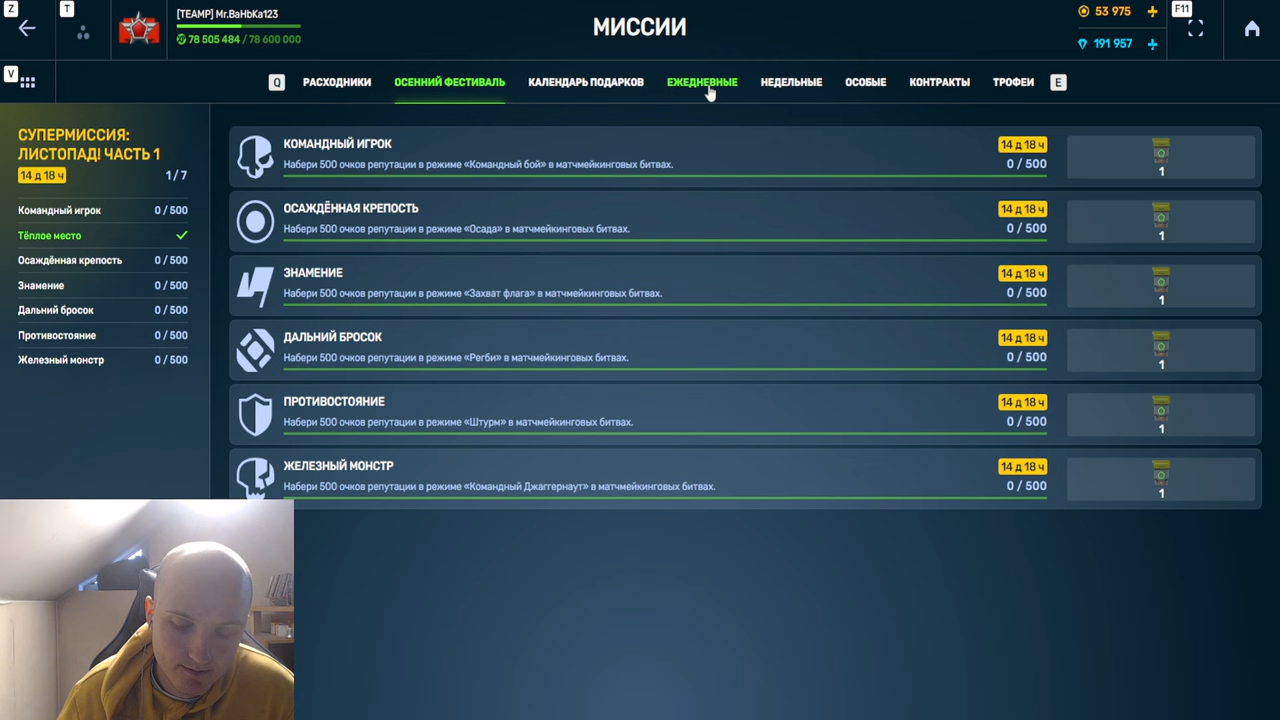 Z
T
[TEAMP] Mr.BaHbKa123
78 505 484 / 78 600 000
МИССИИ
53 975
191 957
F11
V
Q
РАСХОДНИКИ
ОСЕННИЙ ФЕСТИВАЛЬ
КАЛЕНДАРЬ ПОДАРКОВ
ЕЖЕДНЕВНЫЕ
НЕДЕЛЬНЫЕ
ОСОБЫЕ
КОНТРАКТЫ
ТРОФЕИ
E
СУПЕРМИССИЯ:
ЛИСТОПАД! ЧАСТЬ 1
14 д 18 ч
1 / 7
Командный игрок 0 / 500
Тёплое место
Осаждённая крепость 0 / 500
Знамение 0 / 500
Дальний бросок 0 / 500
Противостояние 0 / 500
Железный монстр 0 / 500
КОМАНДНЫЙ ИГРОК
14 д 18 ч
Набери 500 очков репутации в режиме «Командный бой» в матчмейкинговых битвах.
0 / 500
1
ОСАЖДЁННАЯ КРЕПОСТЬ
14 д 18 ч
Набери 500 очков репутации в режиме «Осада» в матчмейкинговых битвах.
0 / 500
1
ЗНАМЕНИЕ
14 д 18 ч
Набери 500 очков репутации в режиме «Захват флага» в матчмейкинговых битвах.
0 / 500
1
ДАЛЬНИЙ БРОСОК
14 д 18 ч
Набери 500 очков репутации в режиме «Регби» в матчмейкинговых битвах.
0 / 500
1
ПРОТИВОСТОЯНИЕ
14 д 18 ч
Набери 500 очков репутации в режиме «Штурм» в матчмейкинговых битвах.
0 / 500
1
ЖЕЛЕЗНЫЙ МОНСТР
14 д 18 ч
Набери 500 очков репутации в режиме «Командный Джаггернаут» в матчмейкинговых битвах.
0 / 500
1